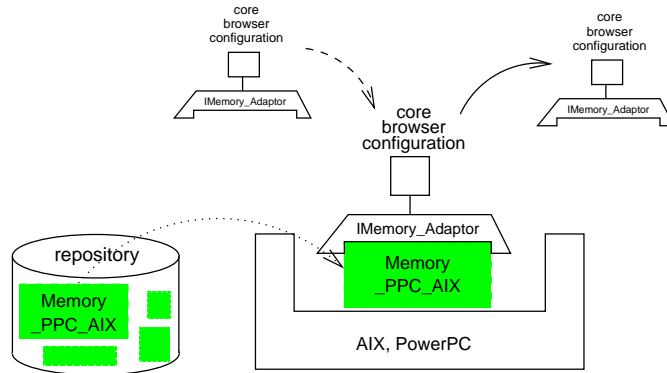 core
browser
configuration
IMemory_Adaptor
core
browser
configuration
IMemory_Adaptor
core
browser
configuration
IMemory_Adaptor
repository
Memory
_PPC_AIX
Memory
_PPC_AIX
AIX, PowerPC